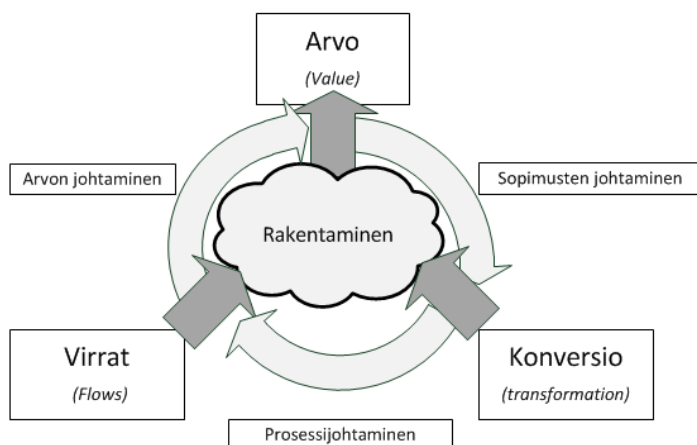 Arvo
(Value)
Arvon johtaminen
Sopimusten johtaminen
Rakentaminen
Virrat
(Flows)
Konversio
(transformation)
Prosessijohtaminen